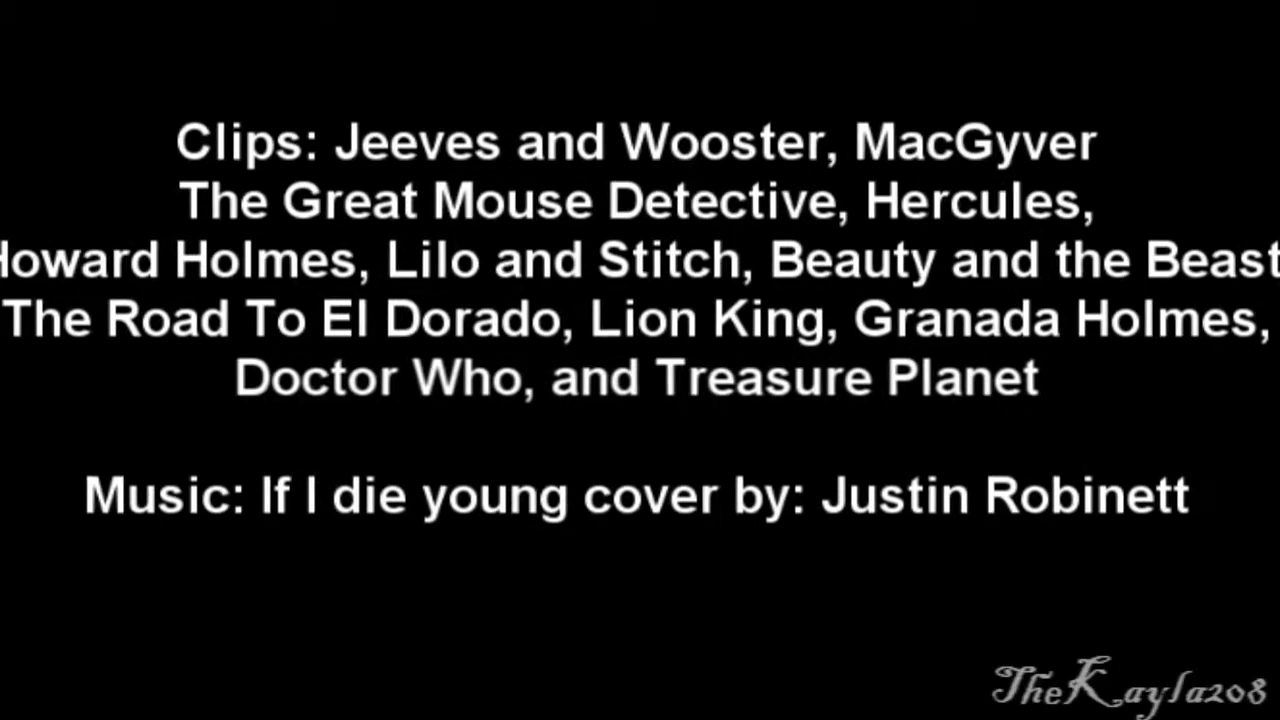 Clips: Jeeves and Wooster, MacGyver
The Great Mouse Detective, Hercules,
Howard Holmes, Lilo and Stitch, Beauty and the Beast
The Road To El Dorado, Lion King, Granada Holmes,
Doctor Who, and Treasure Planet
Music: If I die young cover by: Justin Robinett
TheKayla208